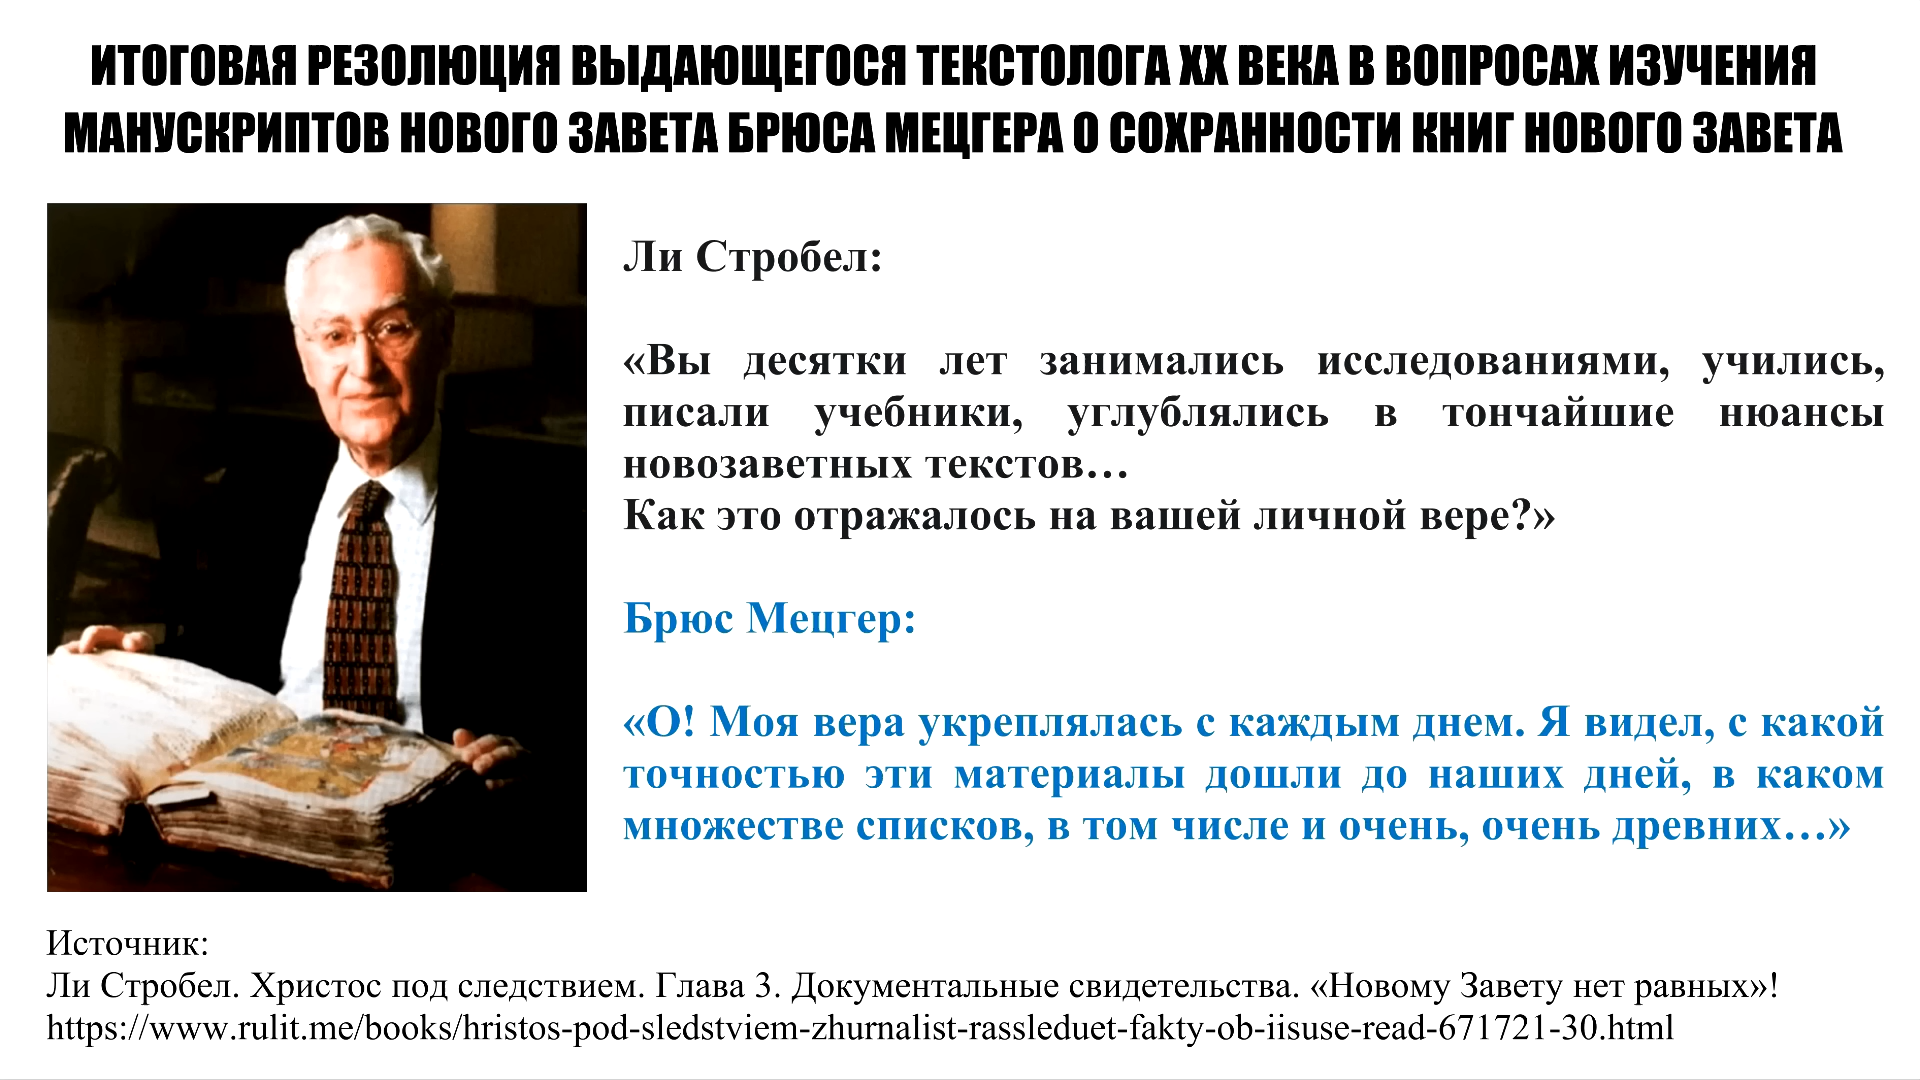 ИТОГОВАЯ РЕЗОЛЮЦИЯ ВЫДАЮЩЕГОСЯ ТЕКСТОЛОГА XX ВЕКА В ВОПРОСАХ ИЗУЧЕНИЯ
МАНУСКРИПТОВ НОВОГО ЗАВЕТА БРЮСА МЕЦГЕРА О СОХРАННОСТИ КНИГ НОВОГО ЗАВЕТА
Ли Стробел:
«Вы десятки лет занимались исследованиями, учились,
писали учебники, углублялись в тончайшие нюансы
новозаветных текстов…
Как это отражалось на вашей личной вере?»
Брюс Мецгер:
«О! Моя вера укреплялась с каждым днем. Я видел, с какой
точностью эти материалы дошли до наших дней, в каком
множестве списков, в том числе и очень, очень древних…»
Источник:
Ли Стробел. Христос под следствием. Глава 3. Документальные свидетельства. «Новому Завету нет равных»!
https://www.rulit.me/books/hristos-pod-sledstviem-zhurnalist-rassleduet-fakty-ob-iisuse-read-671721-30.html